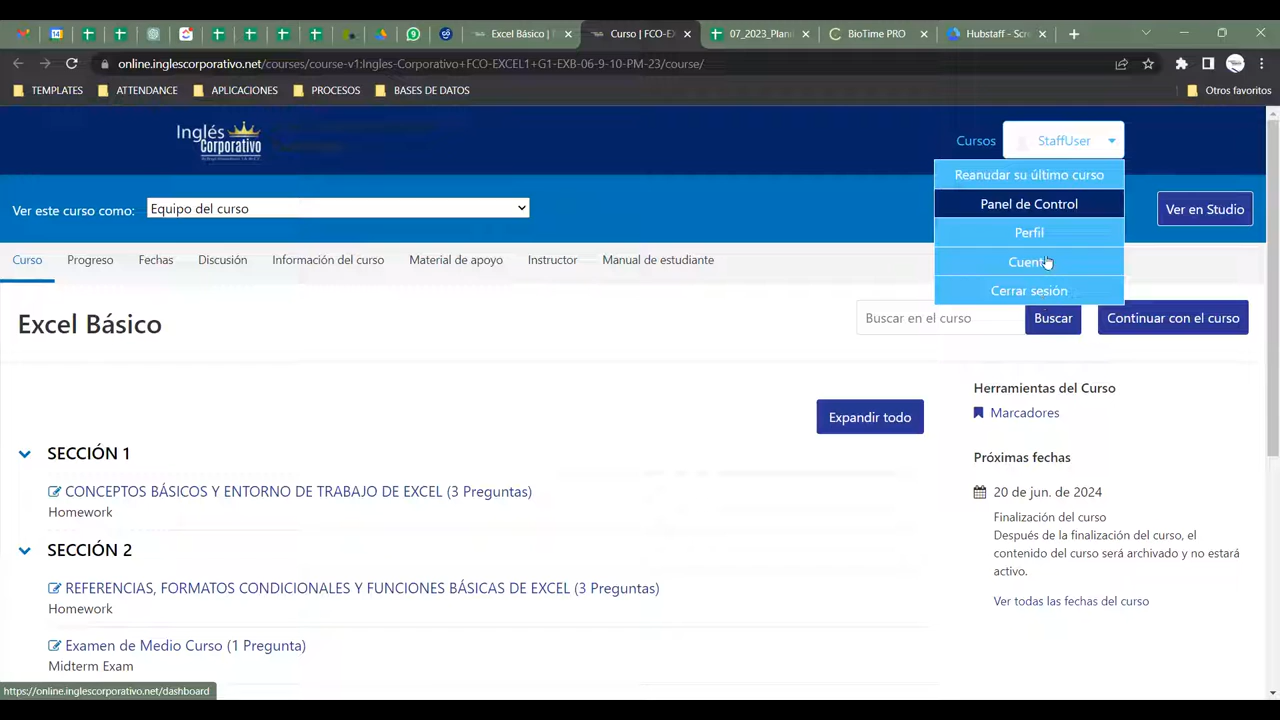 Excel Básico |
Curso | FCO-EX
07_2023_Plan
BioTime PRO
Hubstaff - Scre
online.inglescorporativo.net/courses/course-v1:Ingles-Corporativo+FCO-EXCEL1+G1-EXB-06-9-10-PM-23/course/
TEMPLATES ATTENDANCE APLICACIONES PROCESOS BASES DE DATOS Otros favoritos
Inglés
Corporativo
Cursos StaffUser
Reanudar su último curso
Panel de Control
Perfil
Cuenta
Cerrar sesión
Ver este curso como: Equipo del curso
Ver en Studio
Curso Progreso Fechas Discusión Información del curso Material de apoyo Instructor Manual de estudiante
Excel Básico
Buscar en el curso Buscar Continuar con el curso
Expandir todo
SECCIÓN 1
CONCEPTOS BÁSICOS Y ENTORNO DE TRABAJO DE EXCEL (3 Preguntas)
Homework
SECCIÓN 2
REFERENCIAS, FORMATOS CONDICIONALES Y FUNCIONES BÁSICAS DE EXCEL (3 Preguntas)
Homework
Examen de Medio Curso (1 Pregunta)
Midterm Exam
Herramientas del Curso
Marcadores
Próximas fechas
20 de jun. de 2024
Finalización del curso
Después de la finalización del curso, el
contenido del curso será archivado y no estará
activo.
Ver todas las fechas del curso
https://online.inglescorporativo.net/dashboard